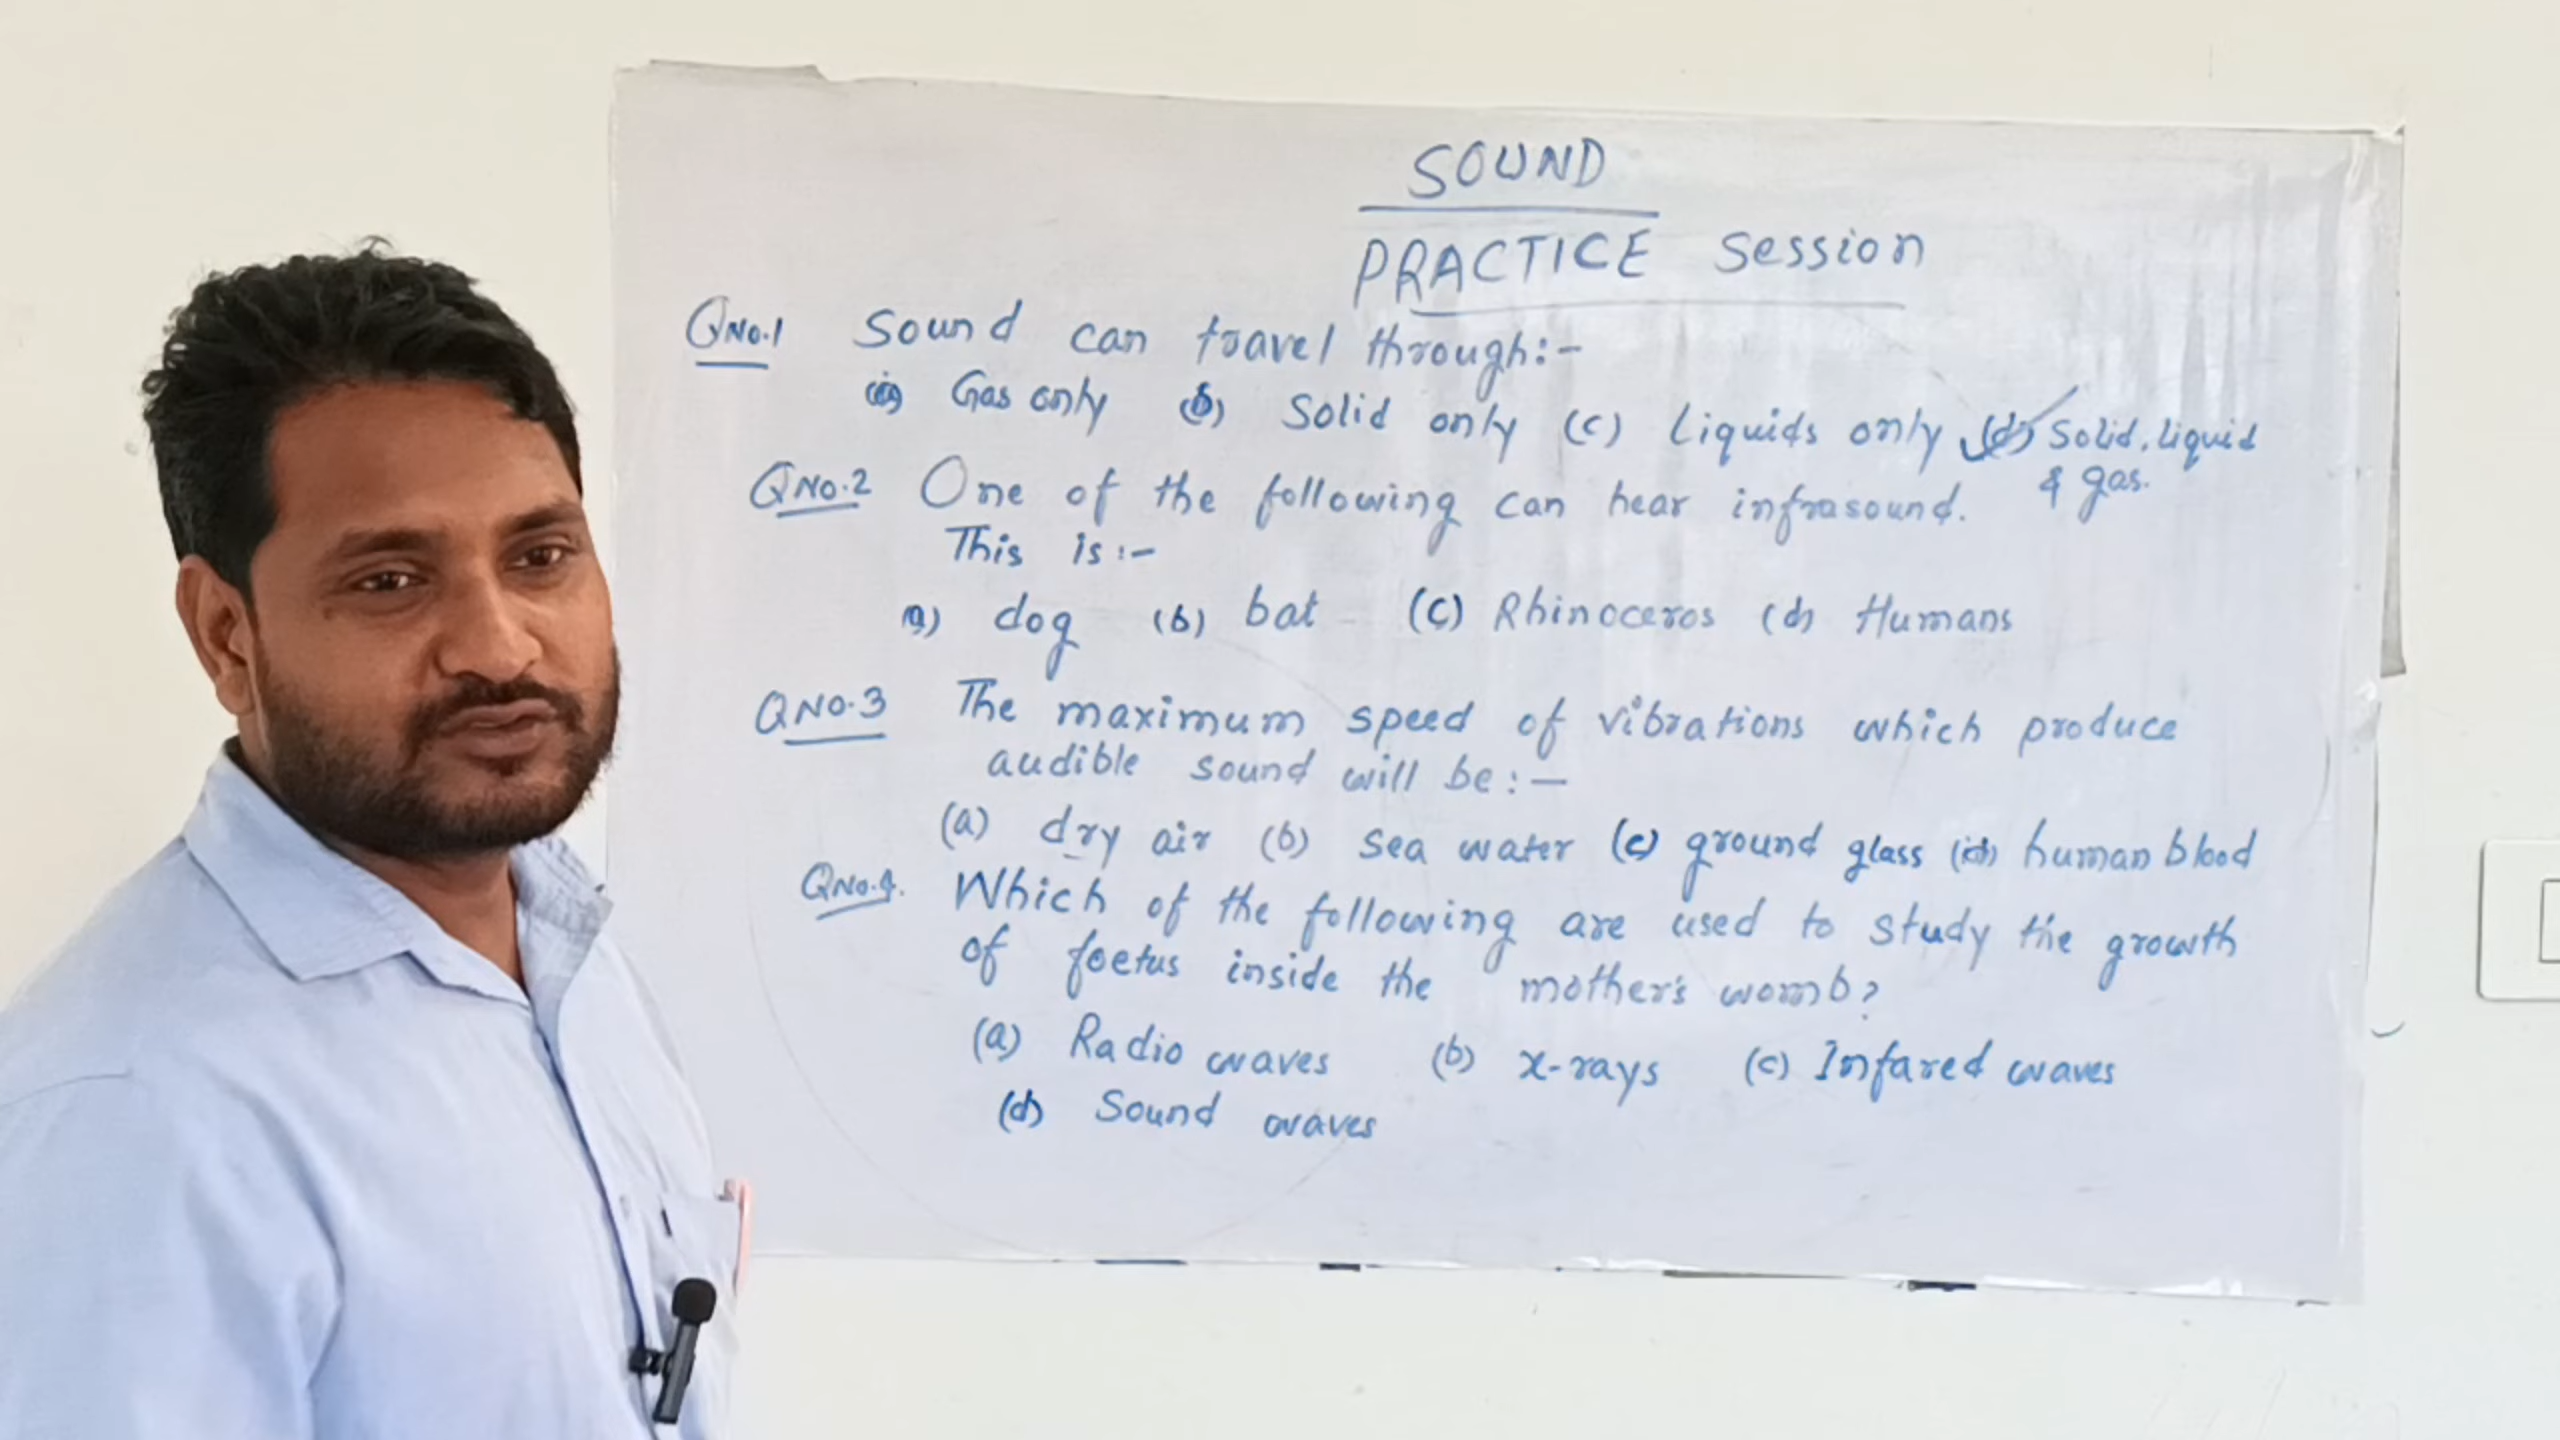 SOUND
PRACTICE Session
QNo.1 Sound can travel through:-
(a) Gas only (b) Solid only (c) Liquids only (d) Solid, liquid
& gas.
QNo.2 One of the following can hear infrasound.
This is:-
a) dog (b) bat (c) Rhinoceros (d) Humans
QNO.3 The maximum speed of vibrations which produce
audible sound will be:-
(a) dry air (b) Sea water (c) ground glass (d) human blood
QNo.4. Which of the following are used to study the growth
of foetus inside the mother's womb?
(a) Radio waves (b) x-rays (c) Infared waves
(d) Sound waves